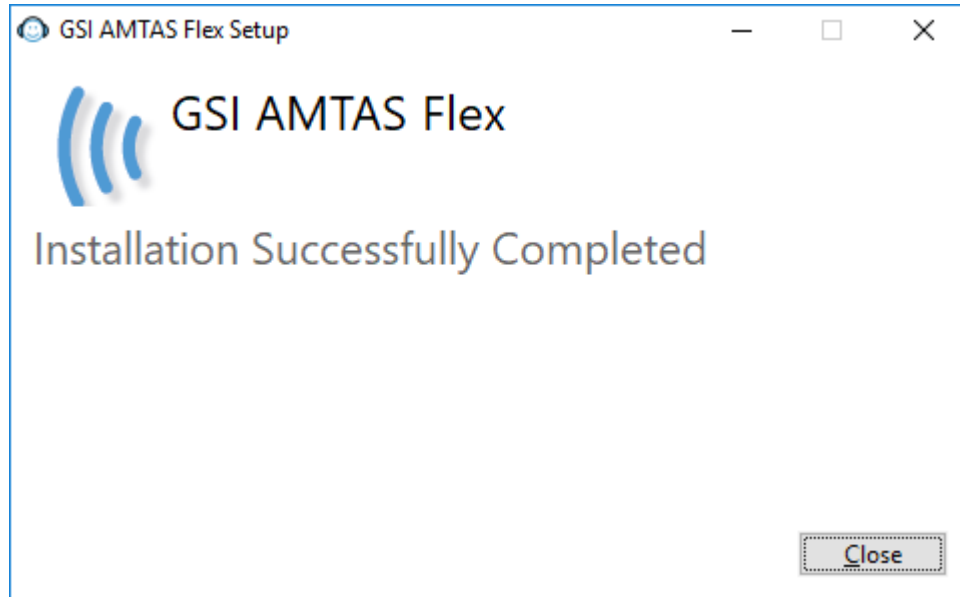 GSI AMTAS Flex Setup
GSI AMTAS Flex
Installation Successfully Completed
Close